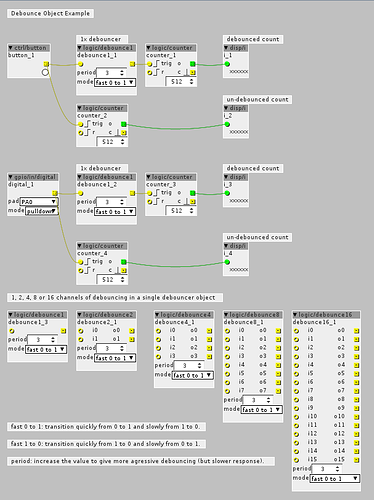 Debounce Object Example
1x debouncer
debounced count
ctrl/button
button_1
logic/debounce1
debounce1_1
period 3
mode fast 0 to 1
logic/counter
counter_1
trig o
r c
512
disp/i
i_1
xxxxxx
un-debounced count
logic/counter
counter_2
trig o
r c
512
disp/i
i_2
xxxxxx
1x debouncer
debounced count
gpio/in/digital
digital_1
pad PA0
mode pulldown
logic/debounce1
debounce1_2
period 3
mode fast 0 to 1
logic/counter
counter_3
trig o
r c
512
disp/i
i_3
xxxxxx
un-debounced count
logic/counter
counter_4
trig o
r c
512
disp/i
i_4
xxxxxx
1, 2, 4, 8 or 16 channels of debouncing in a single debouncer object
logic/debounce1
debounce1_3
period 3
mode fast 0 to 1
logic/debounce2
debounce2_1
i0 o0
i1 o1
period 3
mode fast 0 to 1
logic/debounce4
debounce4_1
i0 o0
i1 o1
i2 o2
i3 o3
period 3
mode fast 0 to 1
logic/debounce8
debounce8_1
i0 o0
i1 o1
i2 o2
i3 o3
i4 o4
i5 o5
i6 o6
i7 o7
period 3
mode fast 0 to 1
logic/debounce16
debounce16_1
i0 o0
i1 o1
i2 o2
i3 o3
i4 o4
i5 o5
i6 o6
i7 o7
i8 o8
i9 o9
i10 o10
i11 o11
i12 o12
i13 o13
i14 o14
i15 o15
period 3
mode fast 0 to 1
fast 0 to 1: transition quickly from 0 to 1 and slowly from 1 to 0.
fast 1 to 0: transition quickly from 1 to 0 and slowly from 0 to 1.
period: increase the value to give more agressive debouncing (but slower response).